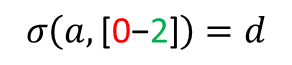 σ(a, [0–2]) = d